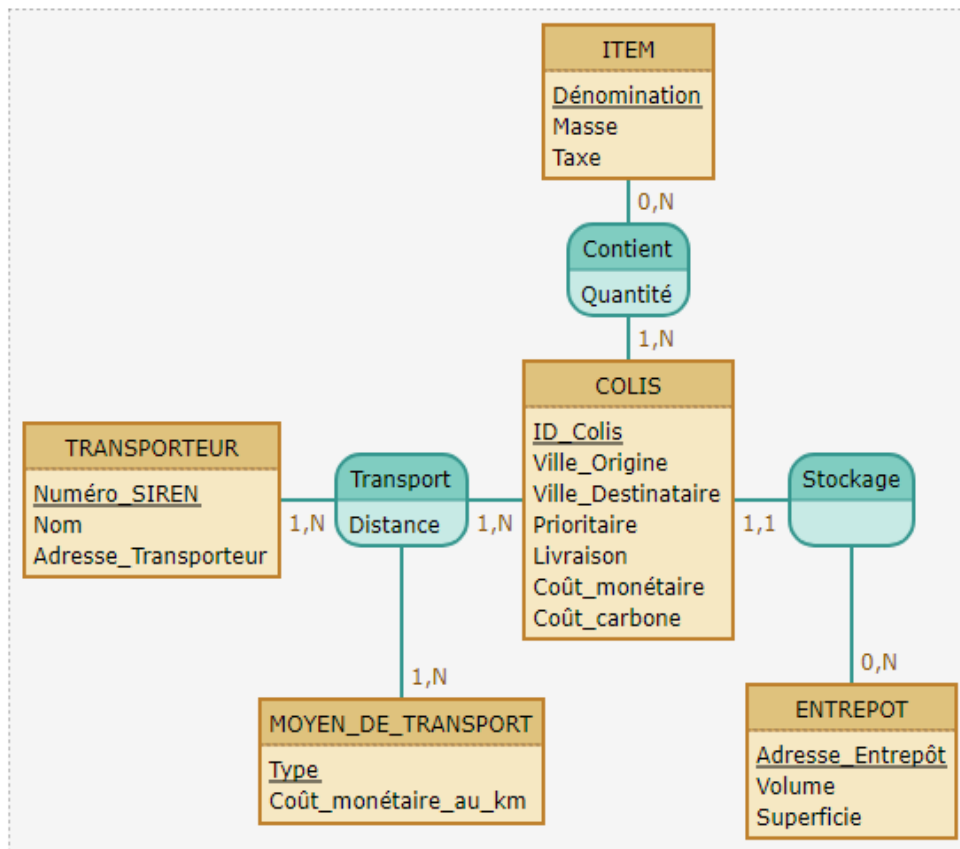 ITEM
Dénomination
Masse
Taxe
0,N
Contient
Quantité
1,N
COLIS
ID_Colis
Ville_Origine
Ville_Destinataire
Prioritaire
Livraison
Coût_monétaire
Coût_carbone
TRANSPORTEUR
Numéro_SIREN
Nom
Adresse_Transporteur
1,N
Transport
Distance
1,N
1,1
Stockage
1,N
0,N
MOYEN_DE_TRANSPORT
Type
Coût_monétaire_au_km
ENTREPOT
Adresse_Entrepôt
Volume
Superficie